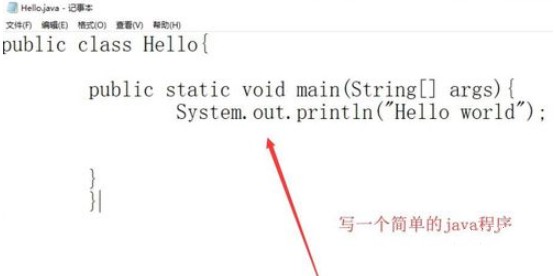 Hello.java - 记事本
文件(F) 编辑(E) 格式(O) 查看(V) 帮助(H)
public class Hello{
public static void main(String[] args){
System.out.println("Hello world");
}
}
写一个简单的java程序